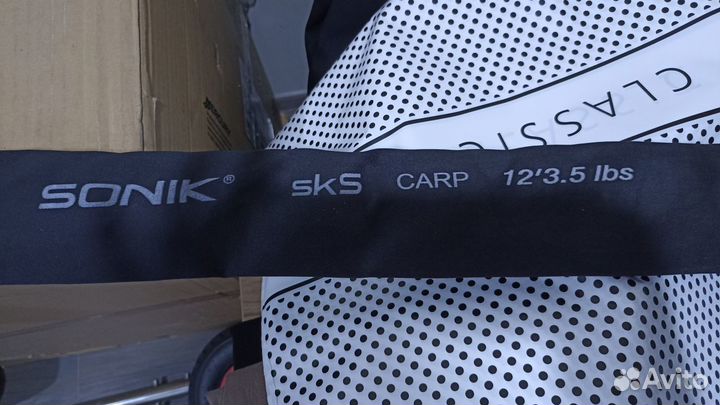 CLASSIC
SONIK® skS CARP 12'3.5 lbs
Avito